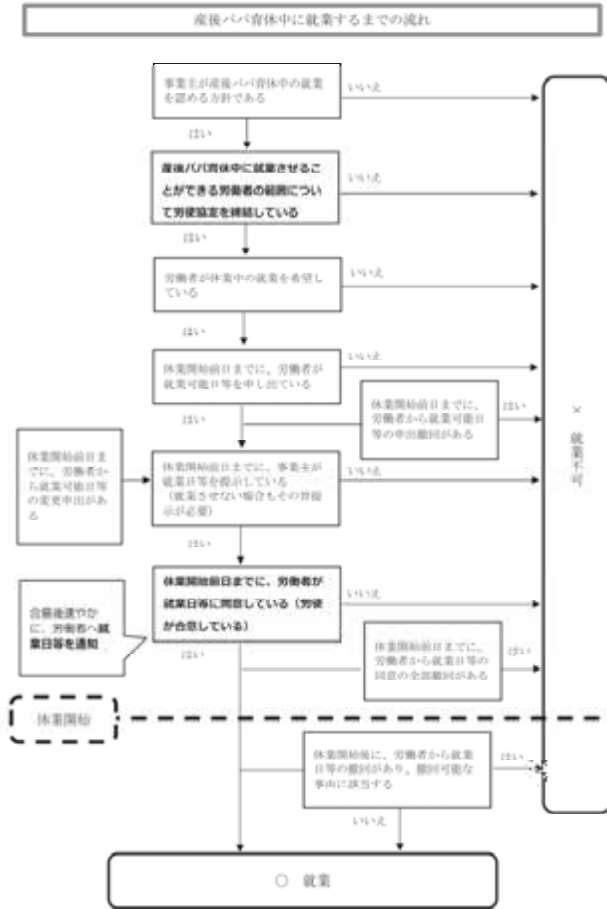 産後パパ育休中に就業するまでの流れ
事業主が産後パパ育休中の就業
を認める方針である
いいえ
はい
産後パパ育休中に就業させるこ
とができる労働者の範囲につい
て労使協定を締結している
いいえ
はい
労働者が休業中の就業を希望し
ている
いいえ
はい
休業開始前日までに、労働者が
就業可能日等を申し出ている
いいえ
はい
休業開始前日までに、
労働者から就業可能日
等の申出撤回がある
はい
× 就業不可
休業開始前日ま
でに、労働者か
ら就業可能日等
の変更申出があ
る
休業開始前日までに、事業主が
就業日等を提示している
(就業させない場合もその旨提
示が必要)
いいえ
はい
休業開始前日までに、労働者が
就業日等に同意している(労使
が合意している)
いいえ
はい
合意後速やか
に、労働者へ就
業日等を通知
休業開始前日までに、
労働者から就業日等の
同意の全部撤回がある
はい
休業開始
休業開始後に、労働者から就業
日等の撤回があり、撤回可能な
事由に該当する
はい
いいえ
○ 就業